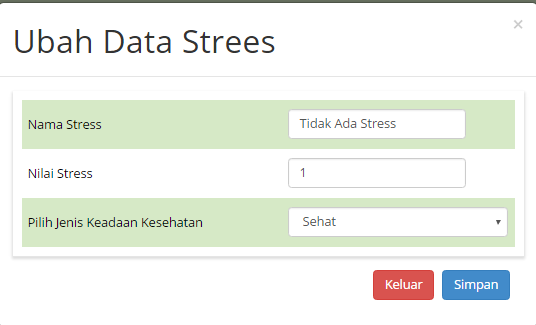 ×
Ubah Data Strees
Nama Stress Tidak Ada Stress
Nilai Stress 1
Pilih Jenis Keadaan Kesehatan Sehat
Keluar Simpan